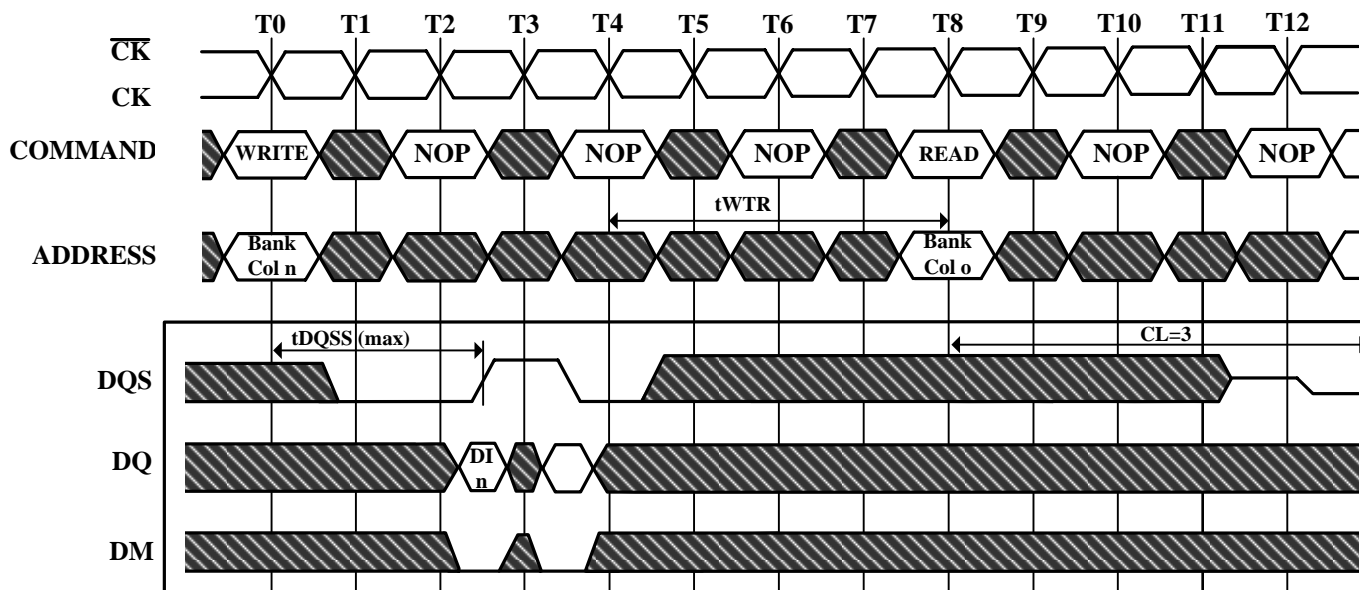 T0 T1 T2 T3 T4 T5 T6 T7 T8 T9 T10 T11 T12
CK
CK
COMMAND WRITE NOP NOP NOP READ NOP NOP
tWTR
ADDRESS Bank Col n Bank Col o
tDQSS (max) CL=3
DQS
DQ DI n
DM